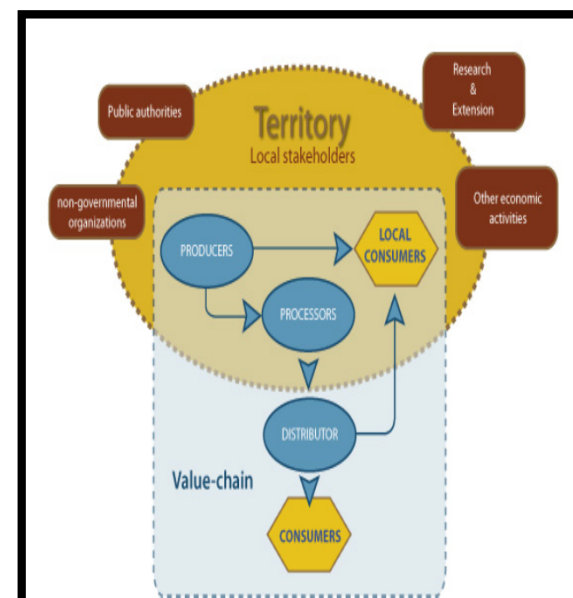 Research
&
Extension
Public authorities
Territory
Local stakeholders
non-governmental
organizations
Other economic
activities
PRODUCERS
LOCAL
CONSUMERS
PROCESSORS
DISTRIBUTOR
Value-chain
CONSUMERS